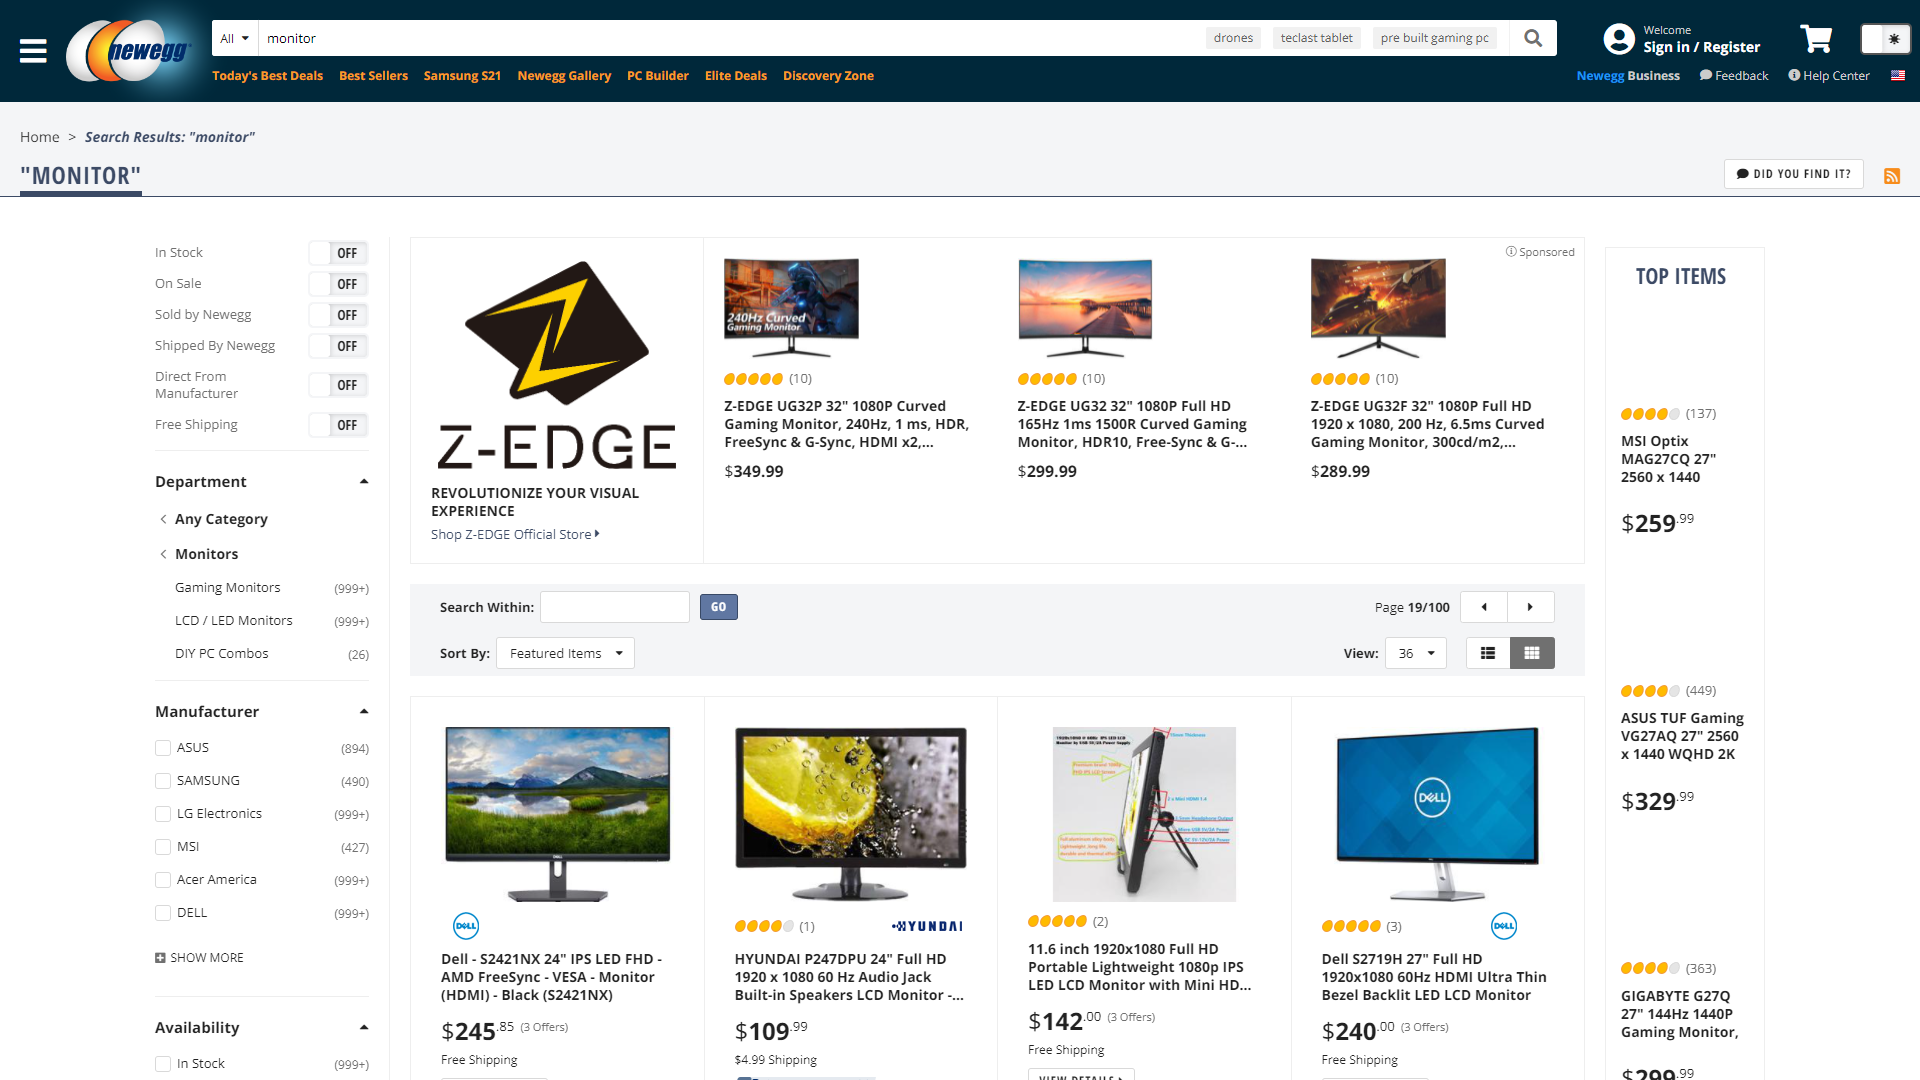 newegg
All
monitor
drones
teclast tablet
pre built gaming pc
Welcome
Sign in / Register
Today's Best Deals
Best Sellers
Samsung S21
Newegg Gallery
PC Builder
Elite Deals
Discovery Zone
Newegg Business
Feedback
Help Center
Home > Search Results: "monitor"
"MONITOR"
DID YOU FIND IT?
In Stock OFF
On Sale OFF
Sold by Newegg OFF
Shipped By Newegg OFF
Direct From
Manufacturer OFF
Free Shipping OFF
Department
Any Category
Monitors
Gaming Monitors (999+)
LCD / LED Monitors (999+)
DIY PC Combos (26)
Manufacturer
ASUS (894)
SAMSUNG (490)
LG Electronics (999+)
MSI (427)
Acer America (999+)
DELL (999+)
SHOW MORE
Availability
In Stock (999+)
Z-EDGE
REVOLUTIONIZE YOUR VISUAL
EXPERIENCE
Shop Z-EDGE Official Store
Sponsored
240Hz Curved
Gaming Monitor
(10)
Z-EDGE UG32P 32" 1080P Curved
Gaming Monitor, 240Hz, 1 ms, HDR,
FreeSync & G-Sync, HDMI x2,...
$349.99
(10)
Z-EDGE UG32 32" 1080P Full HD
165Hz 1ms 1500R Curved Gaming
Monitor, HDR10, Free-Sync & G-...
$299.99
(10)
Z-EDGE UG32F 32" 1080P Full HD
1920 x 1080, 200 Hz, 6.5ms Curved
Gaming Monitor, 300cd/m2,...
$289.99
Search Within:
GO
Page 19/100
Sort By: Featured Items
View: 36
DELL
Dell - S2421NX 24" IPS LED FHD -
AMD FreeSync - VESA - Monitor
(HDMI) - Black (S2421NX)
$245.85 (3 Offers)
Free Shipping
(1)
HYUNDAI
HYUNDAI P247DPU 24" Full HD
1920 x 1080 60 Hz Audio Jack
Built-in Speakers LCD Monitor -...
$109.99
$4.99 Shipping
(2)
11.6 inch 1920x1080 Full HD
Portable Lightweight 1080p IPS
LED LCD Monitor with Mini HD...
$142.00 (3 Offers)
Free Shipping
VIEW DETAILS
DELL
(3)
DELL
Dell S2719H 27" Full HD
1920x1080 60Hz HDMI Ultra Thin
Bezel Backlit LED LCD Monitor
$240.00 (3 Offers)
Free Shipping
TOP ITEMS
(137)
MSI Optix
MAG27CQ 27"
2560 x 1440
$259.99
(449)
ASUS TUF Gaming
VG27AQ 27" 2560
x 1440 WQHD 2K
$329.99
(363)
GIGABYTE G27Q
27" 144Hz 1440P
Gaming Monitor,
$299.99